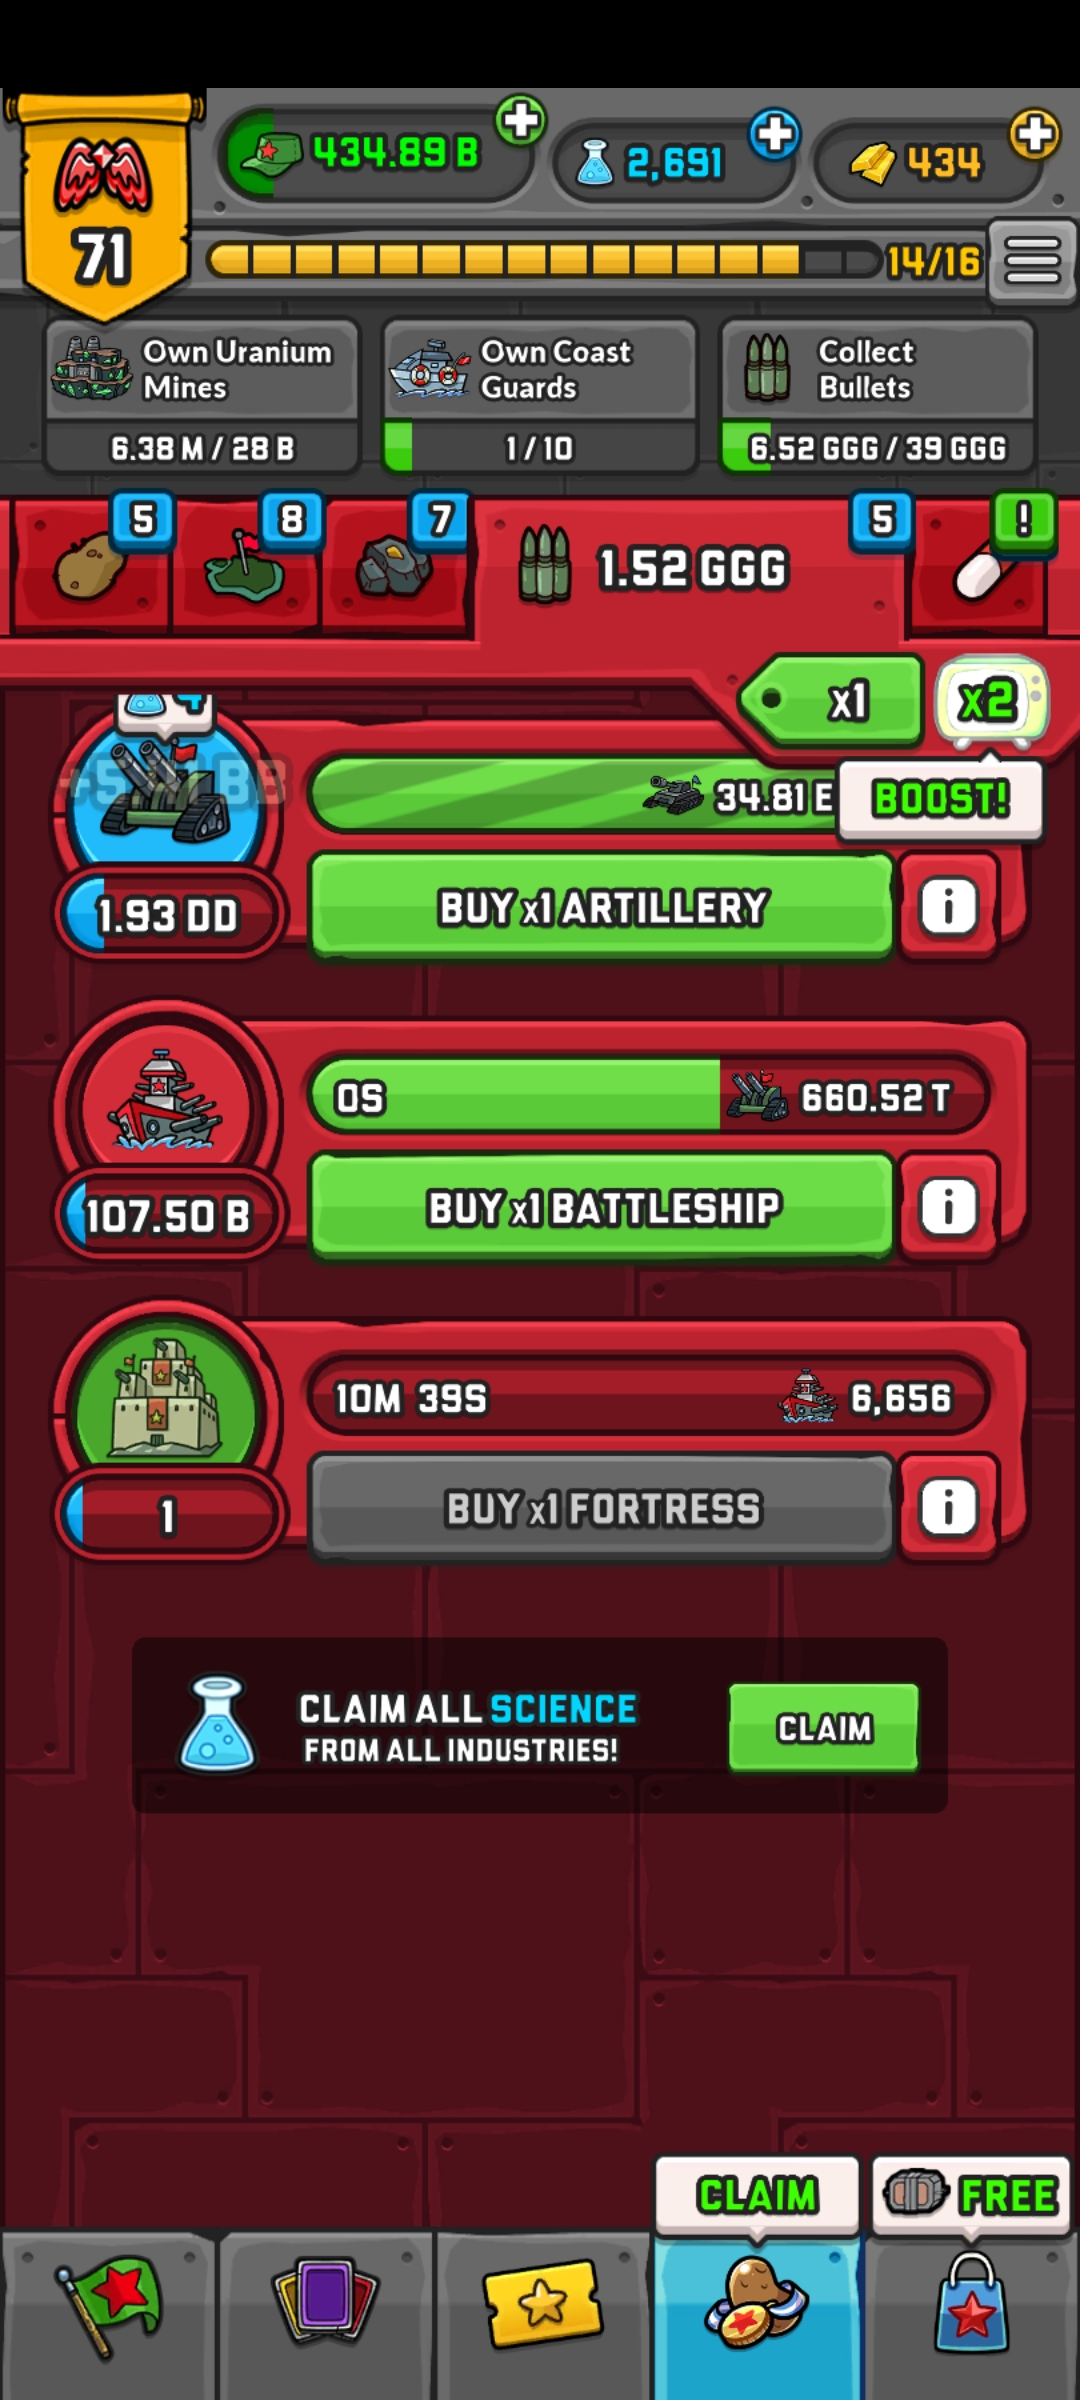 434.89 B
2,691
434
71
14/16
Own Uranium
Mines
6.38 M / 28 B
Own Coast
Guards
1 / 10
Collect
Bullets
6.52 GGG / 39 GGG
5
8
7
1.52 GGG
5
!
x1
x2
BOOST!
4
34.81 E
1.93 DD
BUY x1 ARTILLERY
i
0S
660.52 T
107.50 B
BUY x1 BATTLESHIP
i
10M 39S
6,656
1
BUY x1 FORTRESS
i
CLAIM ALL SCIENCE
FROM ALL INDUSTRIES!
CLAIM
CLAIM
FREE